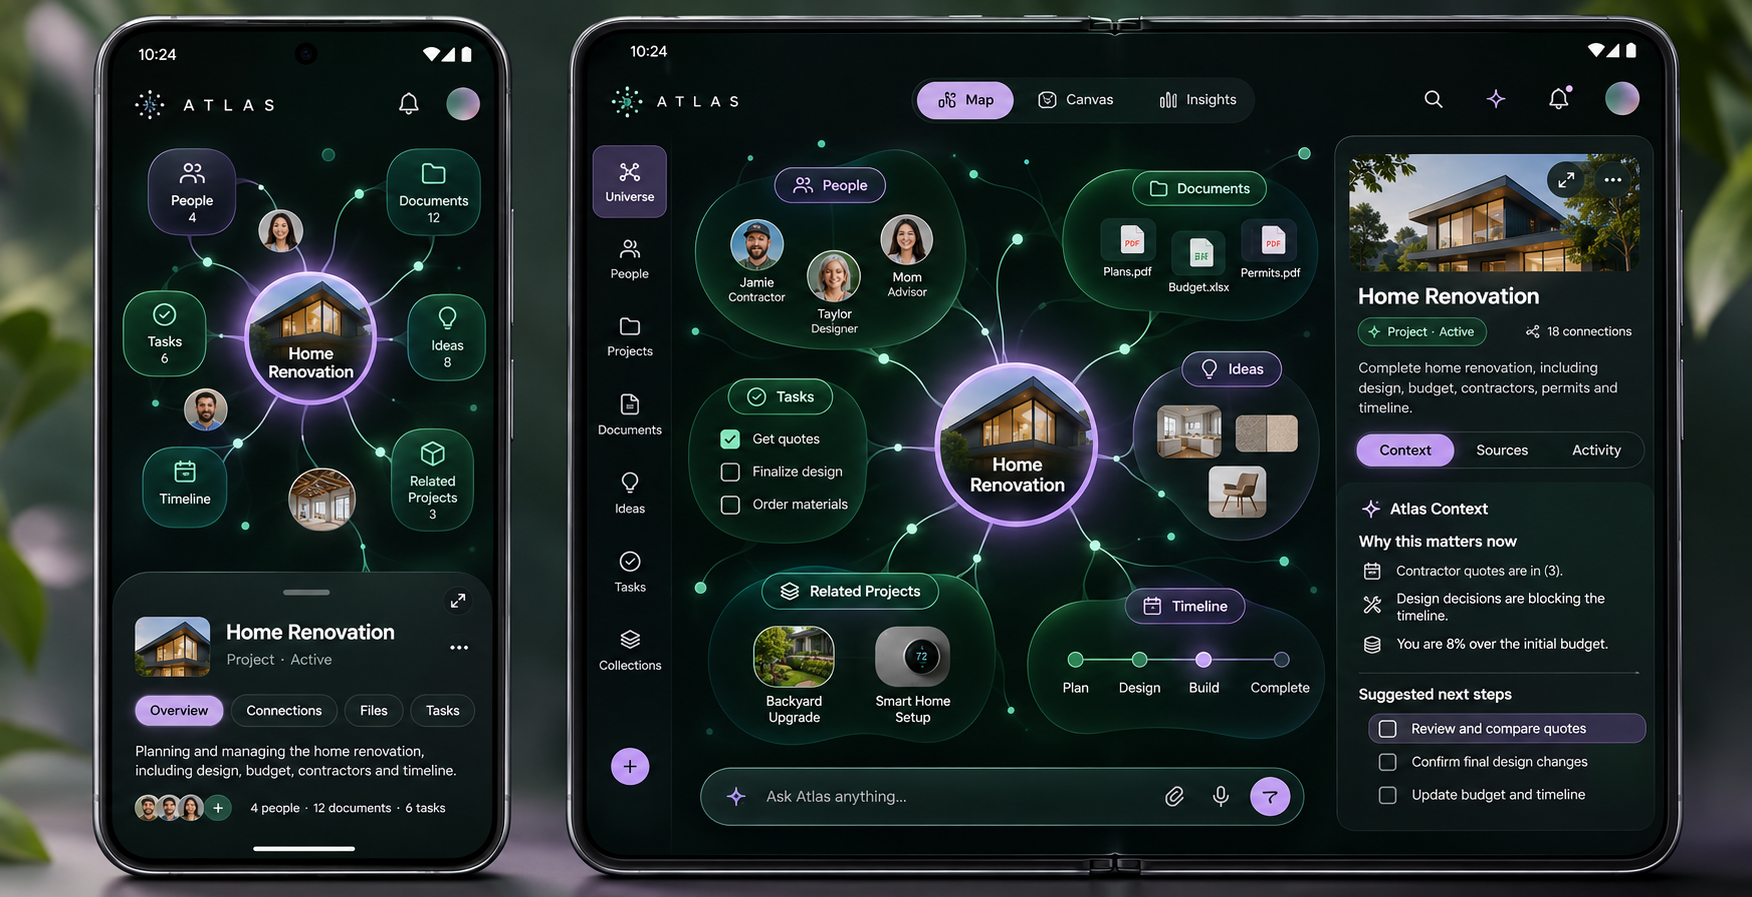 10:24
ATLAS
People
4
Documents
12
Tasks
6
Ideas
8
Home
Renovation
Timeline
Related
Projects
3
Home Renovation
Project · Active
Overview
Connections
Files
Tasks
Planning and managing the home renovation,
including design, budget, contractors and timeline.
4 people · 12 documents · 6 tasks
10:24
ATLAS
Map
Canvas
Insights
Universe
People
Projects
Documents
Ideas
Tasks
Collections
People
Jamie
Contractor
Taylor
Designer
Mom
Advisor
Documents
PDF
Plans.pdf
Budget.xlsx
PDF
Permits.pdf
Tasks
Get quotes
Finalize design
Order materials
Home
Renovation
Ideas
Related Projects
Backyard
Upgrade
72
Smart Home
Setup
Timeline
Plan
Design
Build
Complete
Ask Atlas anything...
Home Renovation
Project · Active
18 connections
Complete home renovation, including
design, budget, contractors, permits and
timeline.
Context
Sources
Activity
Atlas Context
Why this matters now
Contractor quotes are in (3).
Design decisions are blocking the
timeline.
You are 8% over the initial budget.
Suggested next steps
Review and compare quotes
Confirm final design changes
Update budget and timeline